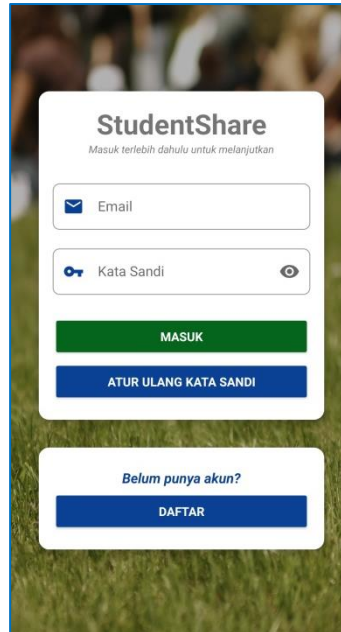 StudentShare
Masuk terlebih dahulu untuk melanjutkan
Email
Kata Sandi
MASUK
ATUR ULANG KATA SANDI
Belum punya akun?
DAFTAR